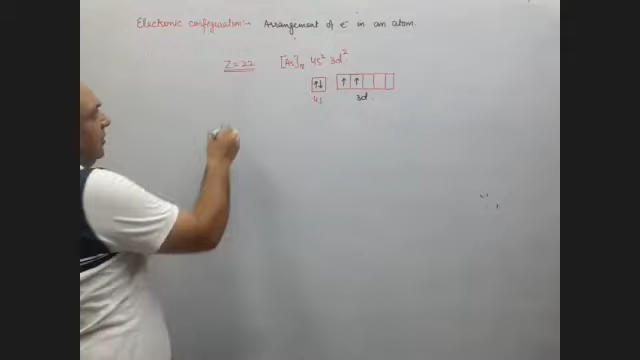 Electronic configuration:- Arrangement of e⁻ in an atom.
Z=22 [Ar]₁₈ 4s² 3d²
↑↓ ↑ ↑
4s 3d.